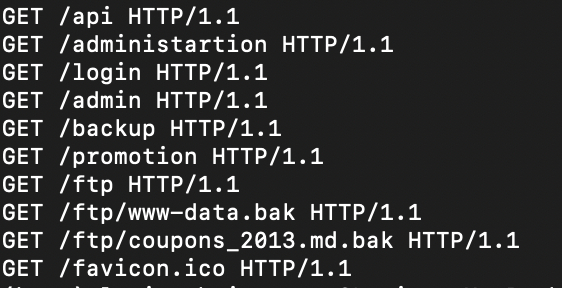 GET /api HTTP/1.1
GET /administartion HTTP/1.1
GET /login HTTP/1.1
GET /admin HTTP/1.1
GET /backup HTTP/1.1
GET /promotion HTTP/1.1
GET /ftp HTTP/1.1
GET /ftp/www-data.bak HTTP/1.1
GET /ftp/coupons_2013.md.bak HTTP/1.1
GET /favicon.ico HTTP/1.1